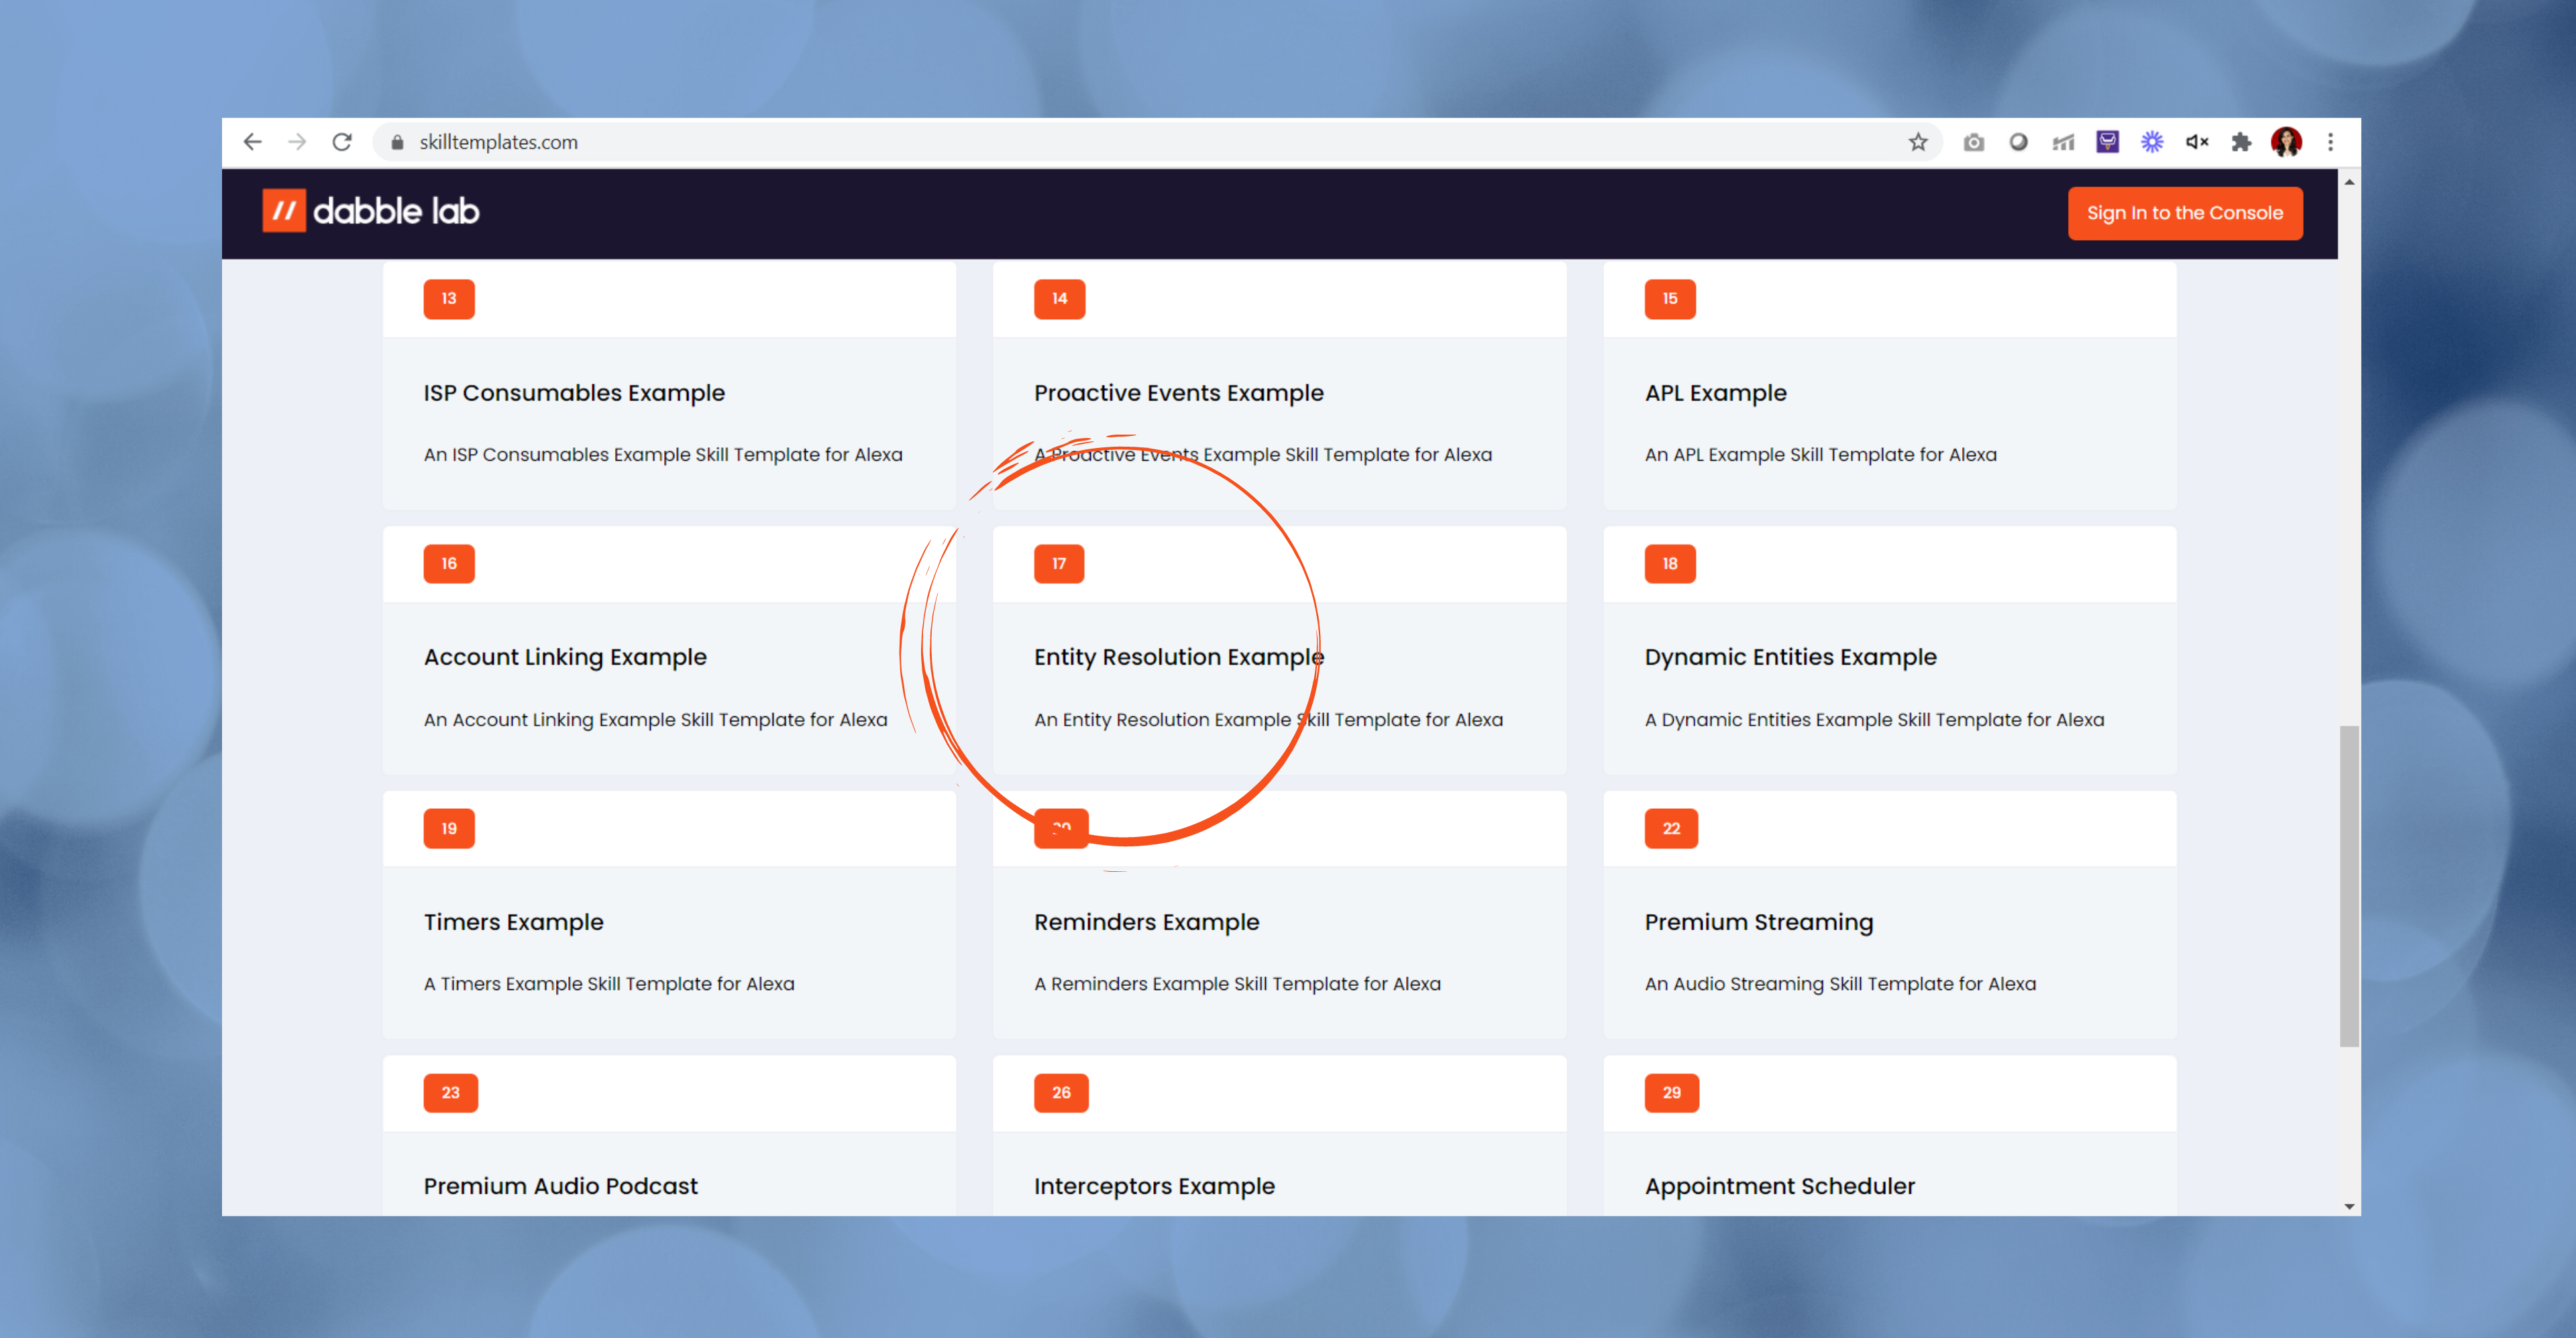 skilltemplates.com
// dabble lab
Sign In to the Console
13
14
15
ISP Consumables Example
Proactive Events Example
APL Example
An ISP Consumables Example Skill Template for Alexa
A Proactive Events Example Skill Template for Alexa
An APL Example Skill Template for Alexa
16
17
18
Account Linking Example
Entity Resolution Example
Dynamic Entities Example
An Account Linking Example Skill Template for Alexa
An Entity Resolution Example Skill Template for Alexa
A Dynamic Entities Example Skill Template for Alexa
19
20
22
Timers Example
Reminders Example
Premium Streaming
A Timers Example Skill Template for Alexa
A Reminders Example Skill Template for Alexa
An Audio Streaming Skill Template for Alexa
23
26
29
Premium Audio Podcast
Interceptors Example
Appointment Scheduler